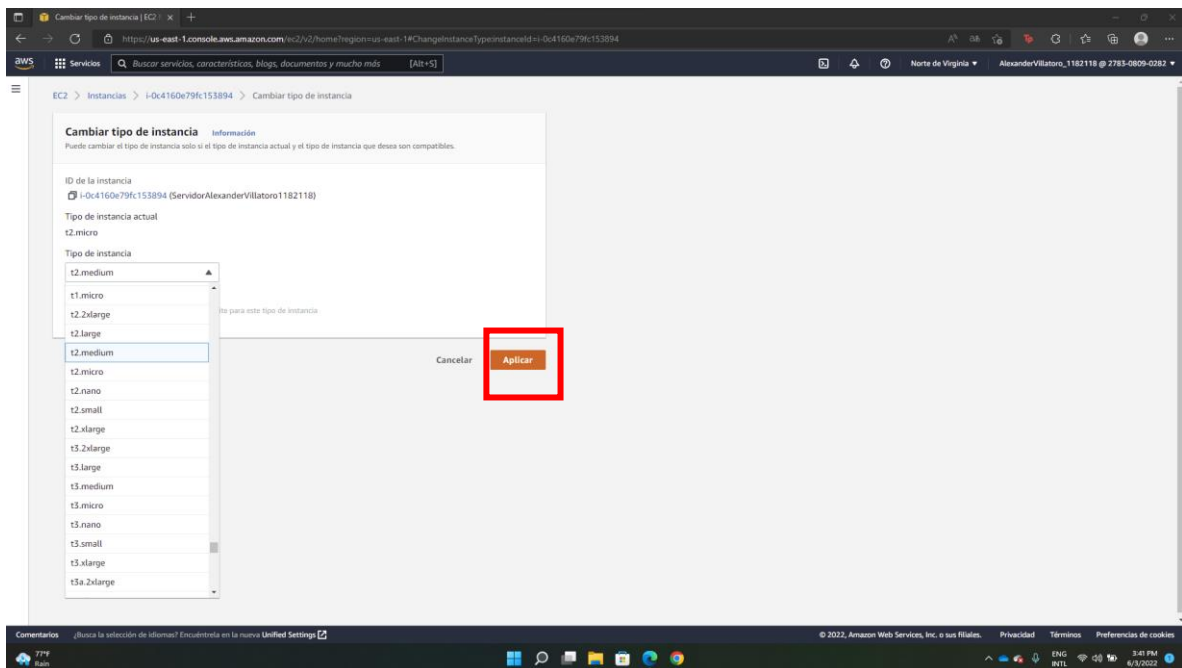 Cambiar tipo de instancia | EC2
https://us-east-1.console.aws.amazon.com/ec2/v2/home?region=us-east-1#ChangeInstanceType:instanceId=i-0c4160e79fc153894
aws
Servicios
Buscar servicios, características, blogs, documentos y mucho más
[Alt+S]
Norte de Virginia
AlexanderVillatoro_1182118 @ 2783-0809-0282
EC2 > Instancias > i-0c4160e79fc153894 > Cambiar tipo de instancia
Cambiar tipo de instancia Información
Puede cambiar el tipo de instancia solo si el tipo de instancia actual y el tipo de instancia que desea son compatibles.
ID de la instancia
i-0c4160e79fc153894 (ServidorAlexanderVillatoro1182118)
Tipo de instancia actual
t2.micro
Tipo de instancia
t2.medium
t1.micro
t2.2xlarge
para este tipo de instancia
t2.large
t2.medium
t2.micro
t2.nano
t2.small
t2.xlarge
t3.2xlarge
t3.large
t3.medium
t3.micro
t3.nano
t3.small
t3.xlarge
t3a.2xlarge
Cancelar
Aplicar
Comentarios
¿Busca la selección de idiomas? Encuéntrela en la nueva Unified Settings
© 2022, Amazon Web Services, Inc. o sus filiales.
Privacidad
Términos
Preferencias de cookies
77°F
Rain
ENG
INTL
3:41 PM
6/3/2022